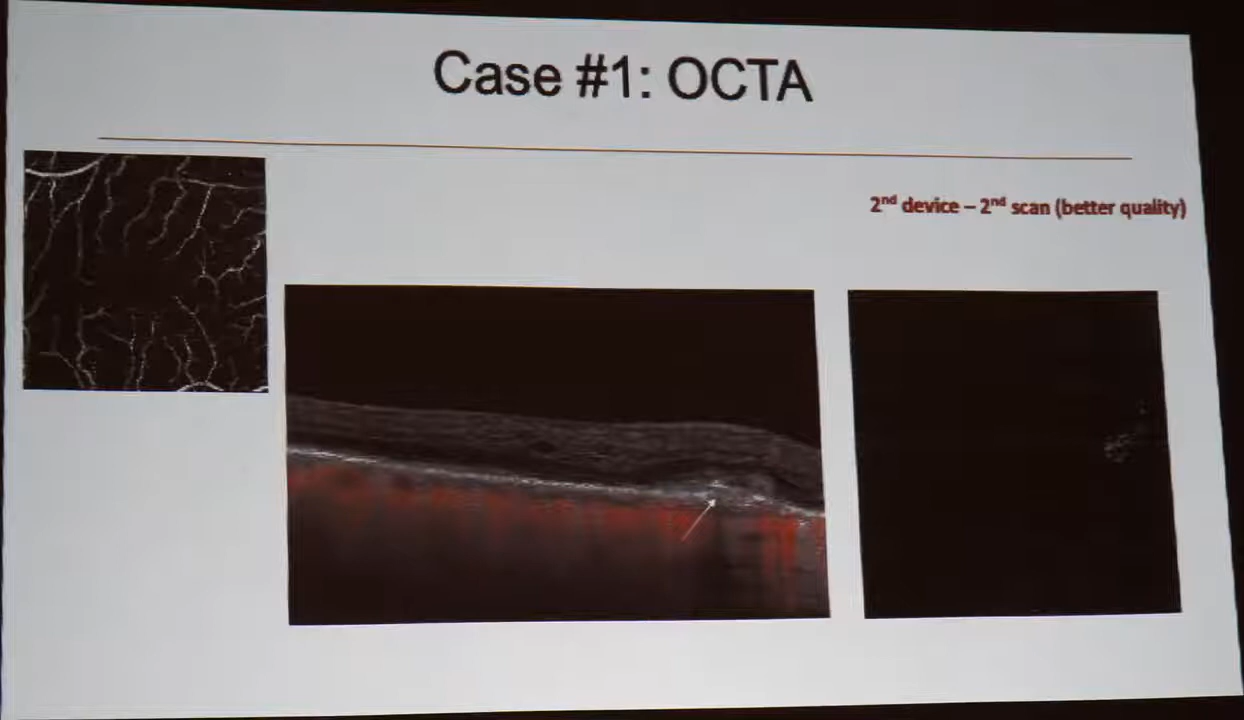 Case #1: OCTA
2nd device – 2nd scan (better quality)